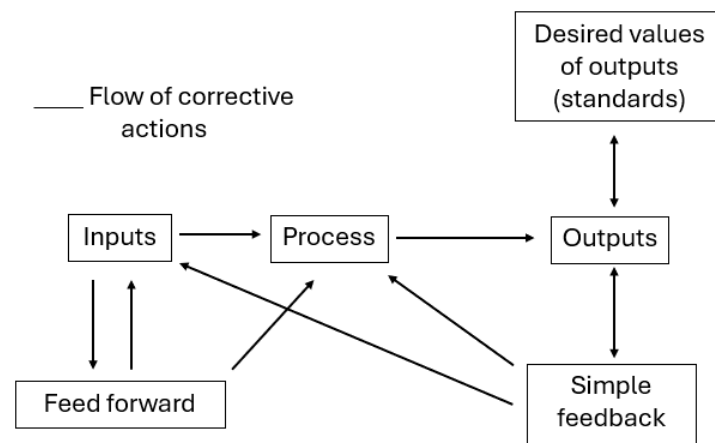 Desired values
of outputs
(standards)
____ Flow of corrective
actions
Inputs
Process
Outputs
Feed forward
Simple
feedback